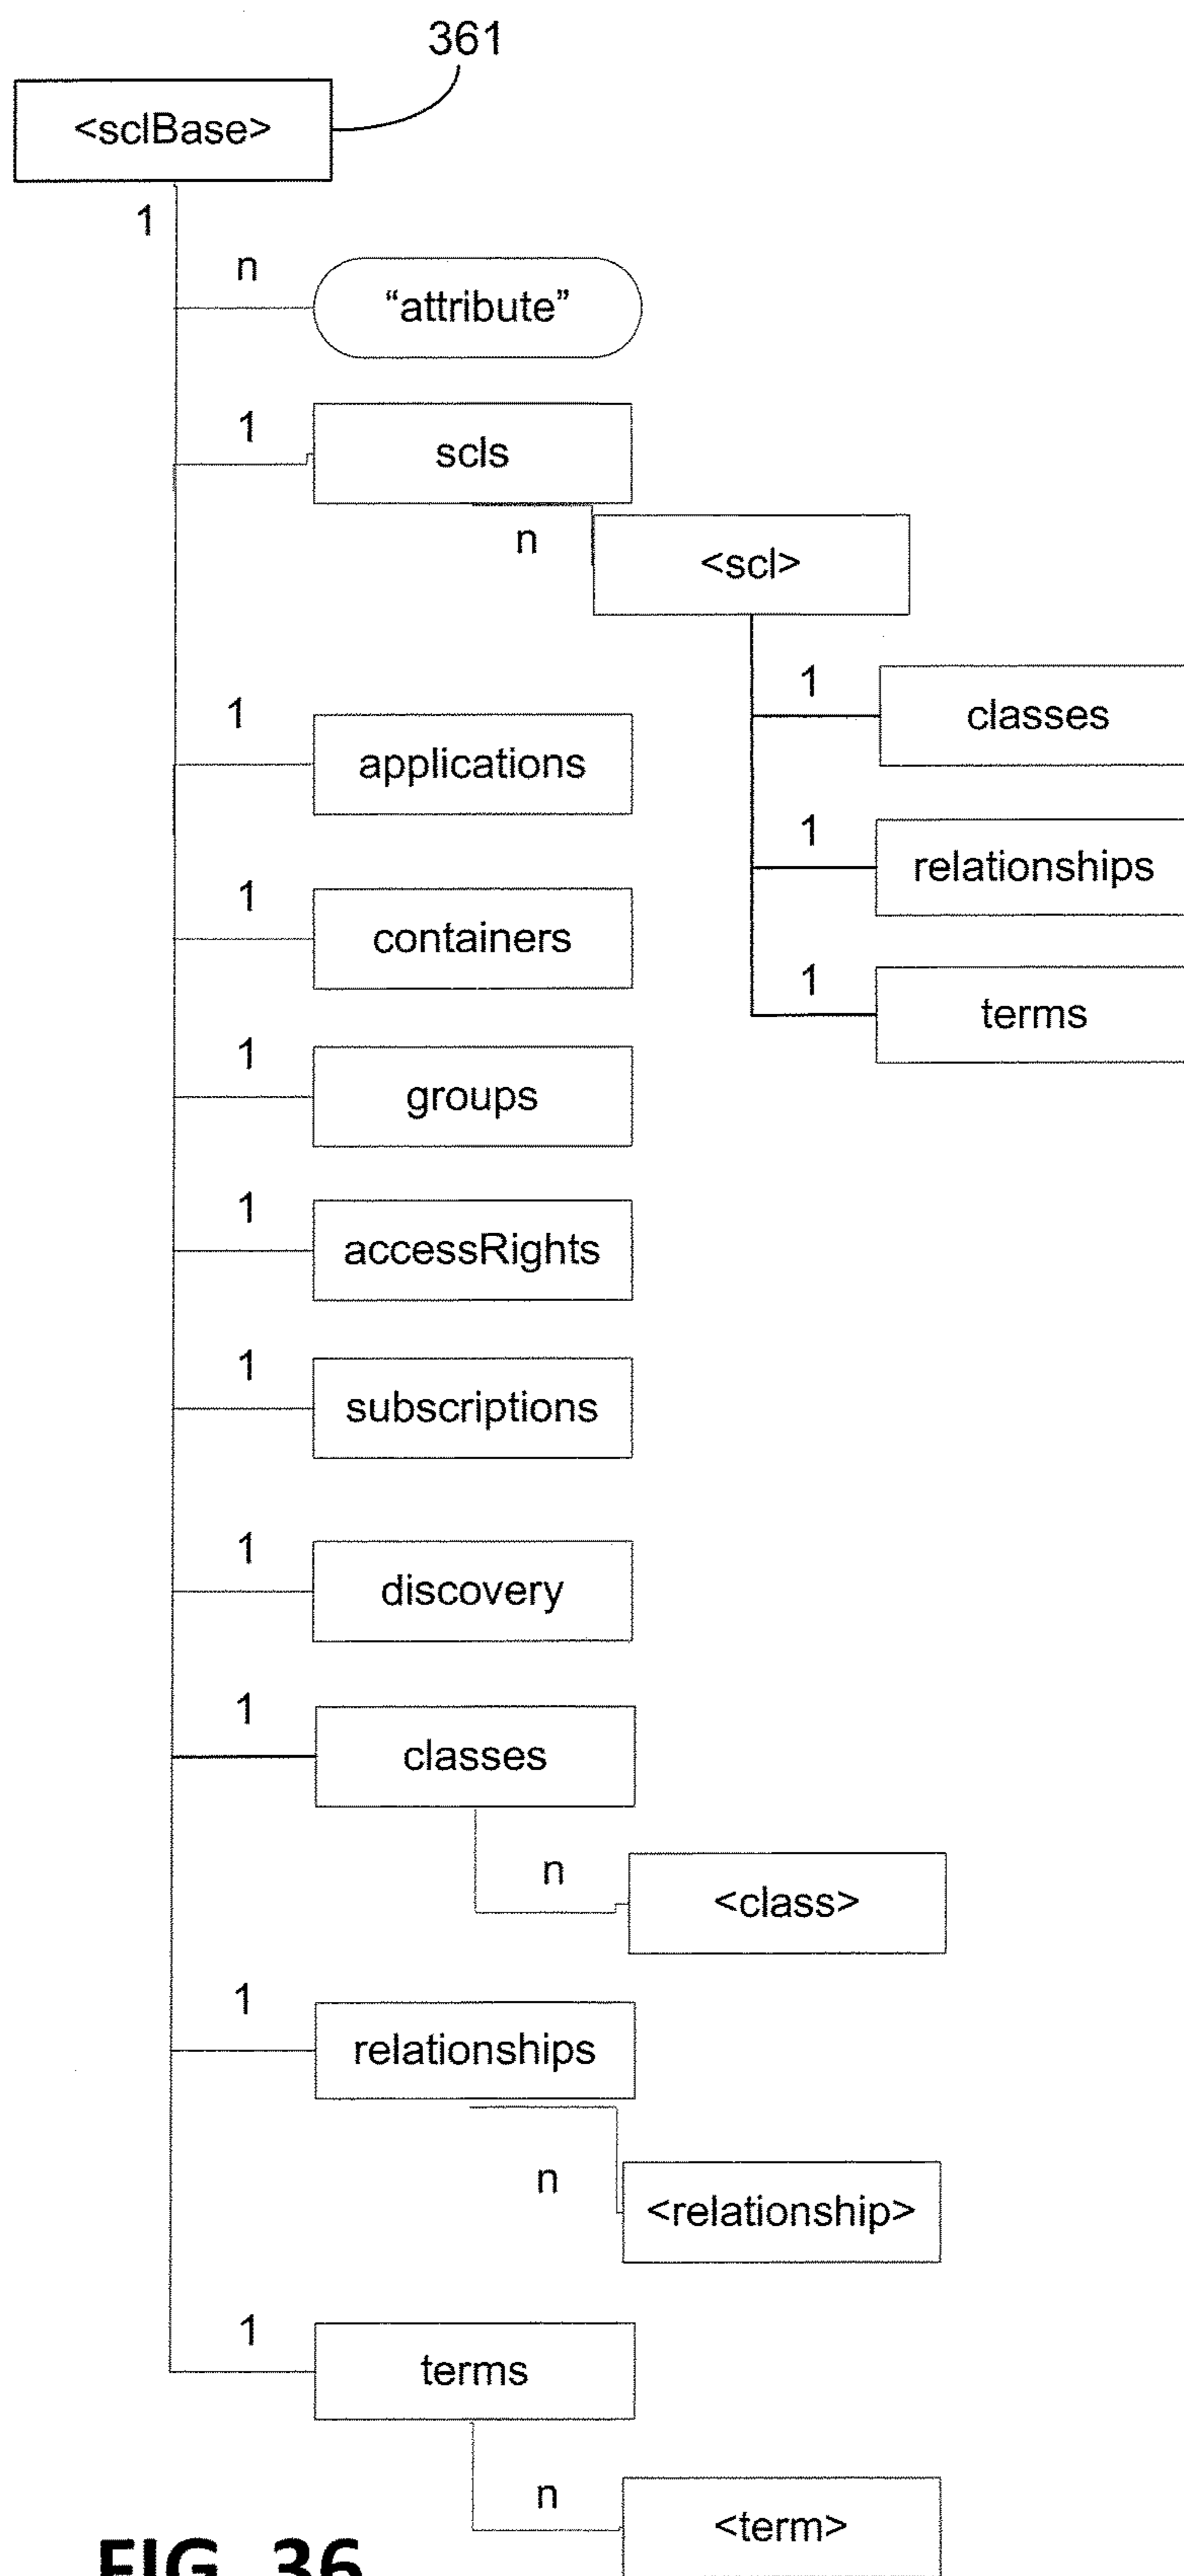 361
<sclBase>
1
n
“attribute”
1
scls
n
<scl>
1
classes
1
applications
1
relationships
1
containers
1
terms
1
groups
1
accessRights
1
subscriptions
1
discovery
1
classes
n
<class>
1
relationships
n
<relationship>
1
terms
n
<term>
FIG. 36